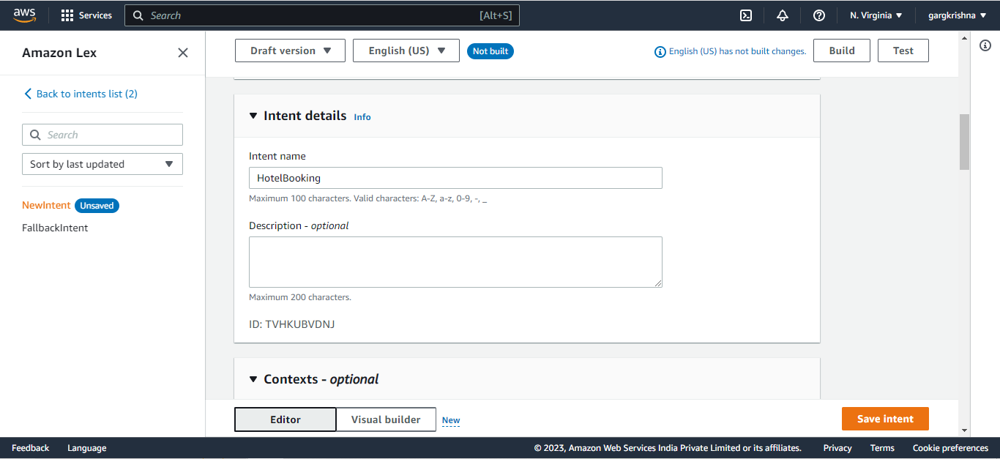 aws Services Search [Alt+S] N. Virginia gargkrishna
Amazon Lex
Back to intents list (2)
Search
Sort by last updated
NewIntent Unsaved
FallbackIntent
Draft version English (US) Not built English (US) has not built changes. Build Test
Intent details Info
Intent name
HotelBooking
Maximum 100 characters. Valid characters: A-Z, a-z, 0-9, -, _
Description - optional
Maximum 200 characters.
ID: TVHKUBVDNJ
Contexts - optional
Editor Visual builder New Save intent
Feedback Language © 2023, Amazon Web Services India Private Limited or its affiliates. Privacy Terms Cookie preferences